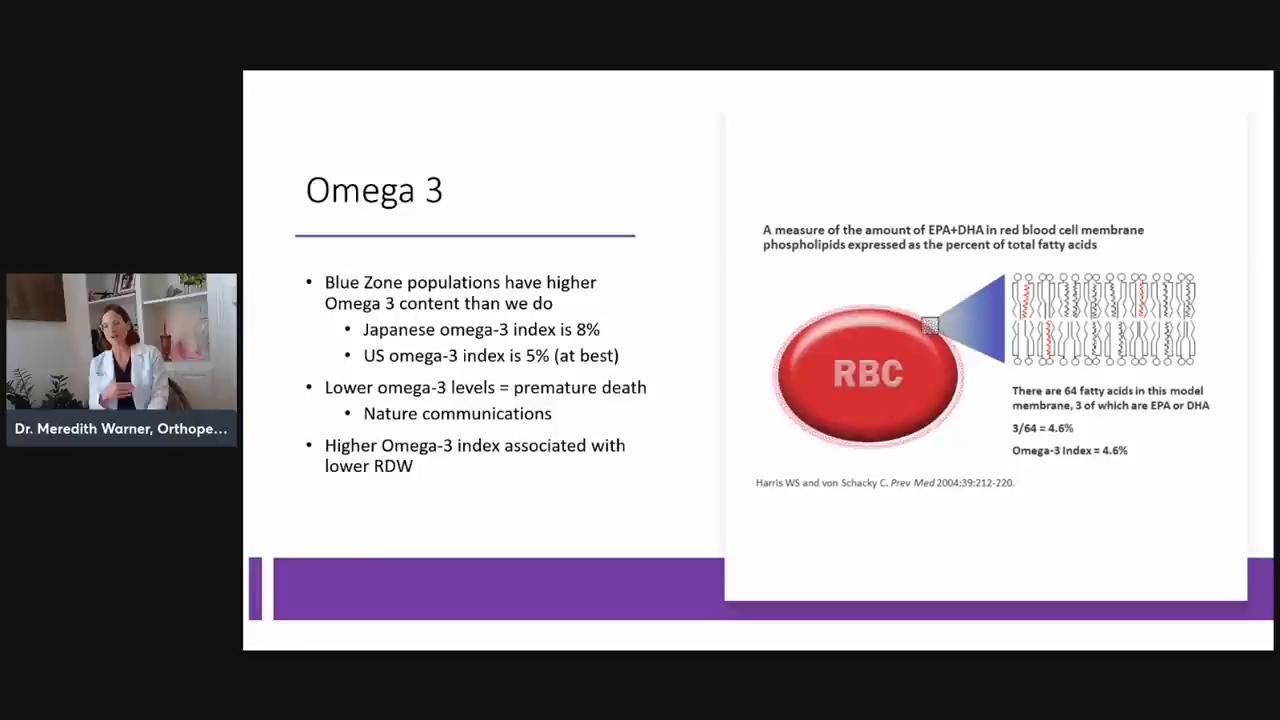 Omega 3
• Blue Zone populations have higher
Omega 3 content than we do
• Japanese omega-3 index is 8%
• US omega-3 index is 5% (at best)
• Lower omega-3 levels = premature death
• Nature communications
• Higher Omega-3 index associated with
lower RDW
A measure of the amount of EPA+DHA in red blood cell membrane
phospholipids expressed as the percent of total fatty acids
RBC
There are 64 fatty acids in this model
membrane, 3 of which are EPA or DHA
3/64 = 4.6%
Omega-3 Index = 4.6%
Harris WS and von Schacky C. Prev Med 2004;39:212-220.
Dr. Meredith Warner, Orthope...